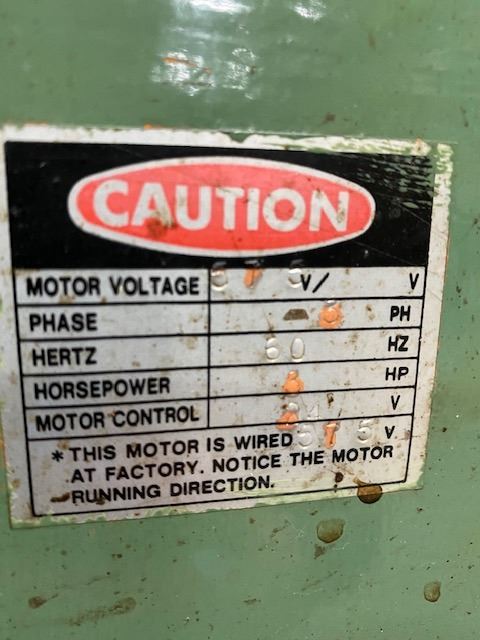 CAUTION
MOTOR VOLTAGE 575 V/ V
PHASE PH
HERTZ 60 HZ
HORSEPOWER HP
MOTOR CONTROL V
* THIS MOTOR IS WIRED 575 V
AT FACTORY. NOTICE THE MOTOR
RUNNING DIRECTION.